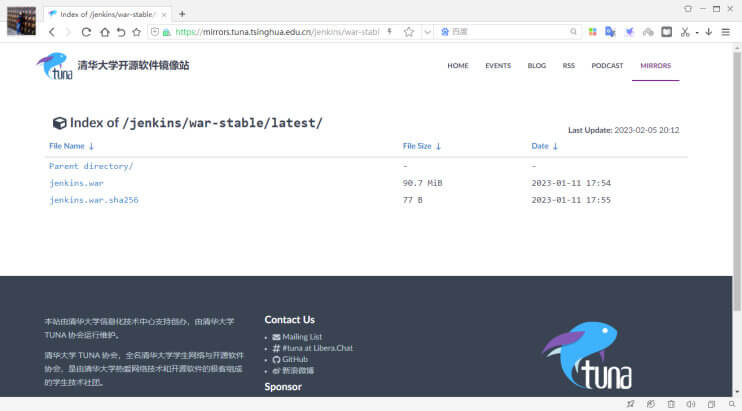 Index of /jenkins/war-stable/
https://mirrors.tuna.tsinghua.edu.cn/jenkins/war-stabl
百度
tuna
清华大学开源软件镜像站
HOME EVENTS BLOG RSS PODCAST MIRRORS
Index of /jenkins/war-stable/latest/
Last Update: 2023-02-05 20:12
File Name ↓ File Size ↓ Date ↓
Parent directory/ - -
jenkins.war 90.7 MiB 2023-01-11 17:54
jenkins.war.sha256 77 B 2023-01-11 17:55
本站由清华大学信息化技术中心支持创办，由清华大学
TUNA 协会运行维护。
清华大学 TUNA 协会，全名清华大学学生网络与开源软件
协会，是由清华大学热爱网络技术和开源软件的极客组成
的学生技术社团。
Contact Us
Mailing List
#tuna at Libera.Chat
GitHub
新浪微博
Sponsor
tuna